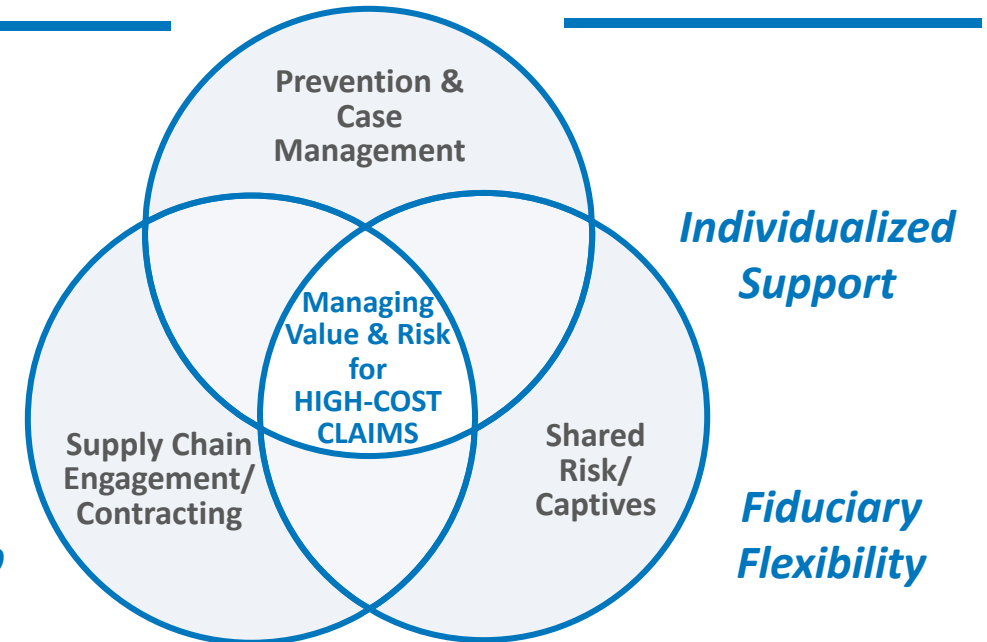 Prevention &
Case
Management
Individualized
Support
Managing
Value & Risk
for
HIGH-COST
CLAIMS
Supply Chain
Engagement/
Contracting
Shared
Risk/
Captives
Fiduciary
Flexibility